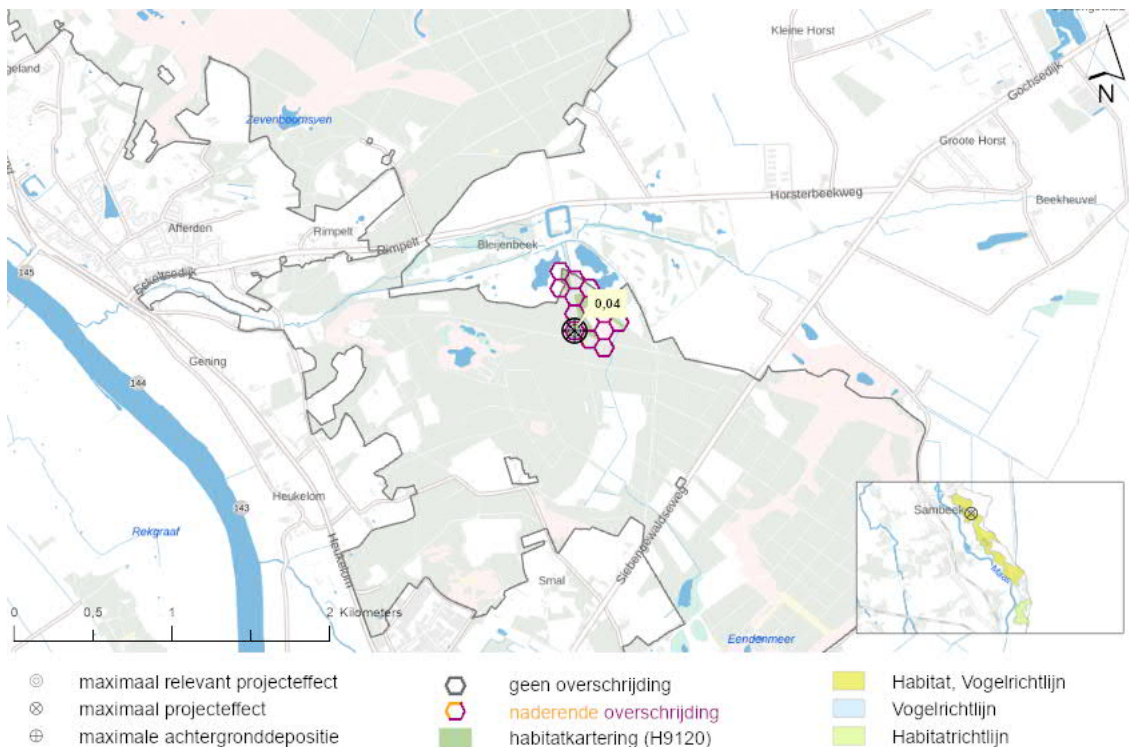 Kleine Horst
Gochsedijk
N
geland
Zevenboomsven
Groote Horst
Horsterbeekweg
Beekheuvel
Afferden
Rimpelt
Rimpelt
Bleijenbeek
145
Eckeltsedijk
0,04
Gening
144
Heukelom
143
Sambeek
Rekgraaf
Maas
Heukelom
Siebengewaldseweg
Smal
0 0,5 1 2 Kilometers
Eendenmeer
maximaal relevant projecteffect
geen overschrijding
Habitat, Vogelrichtlijn
maximaal projecteffect
naderende overschrijding
Vogelrichtlijn
maximale achtergronddepositie
habitatkartering (H9120)
Habitatrichtlijn